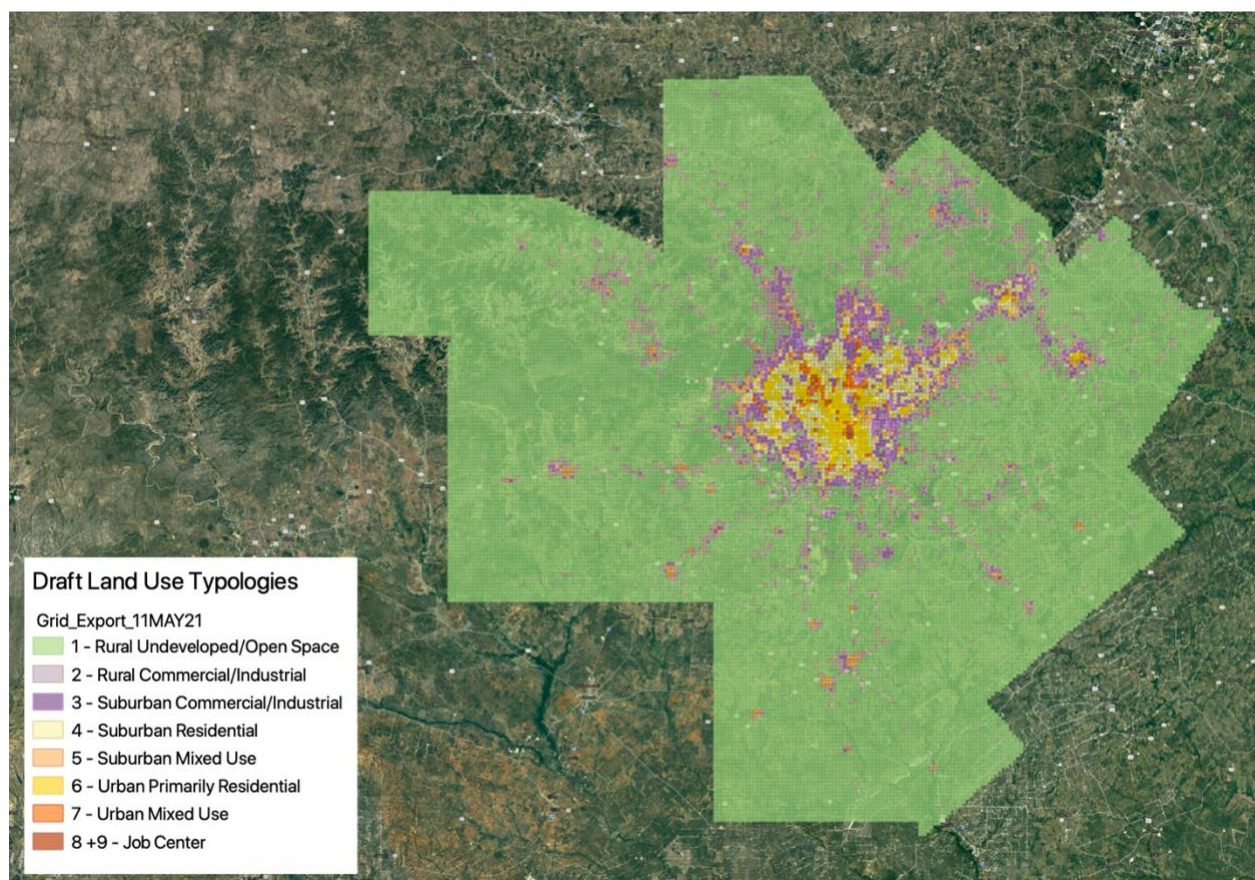 Draft Land Use Typologies
Grid_Export_11MAY21
1 - Rural Undeveloped/Open Space
2 - Rural Commercial/Industrial
3 - Suburban Commercial/Industrial
4 - Suburban Residential
5 - Suburban Mixed Use
6 - Urban Primarily Residential
7 - Urban Mixed Use
8 +9 - Job Center